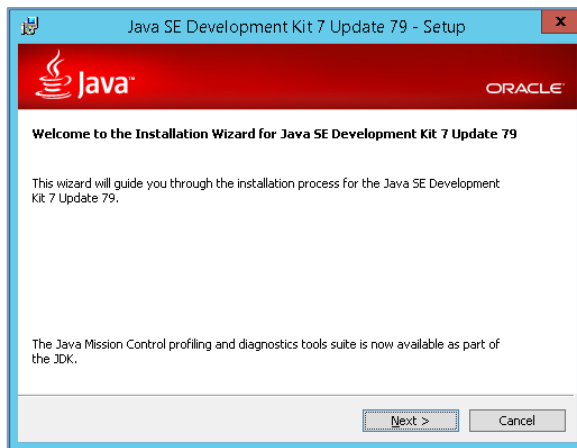 Java SE Development Kit 7 Update 79 - Setup
x
Java™
ORACLE®
Welcome to the Installation Wizard for Java SE Development Kit 7 Update 79
This wizard will guide you through the installation process for the Java SE Development
Kit 7 Update 79.
The Java Mission Control profiling and diagnostics tools suite is now available as part of
the JDK.
Next >
Cancel